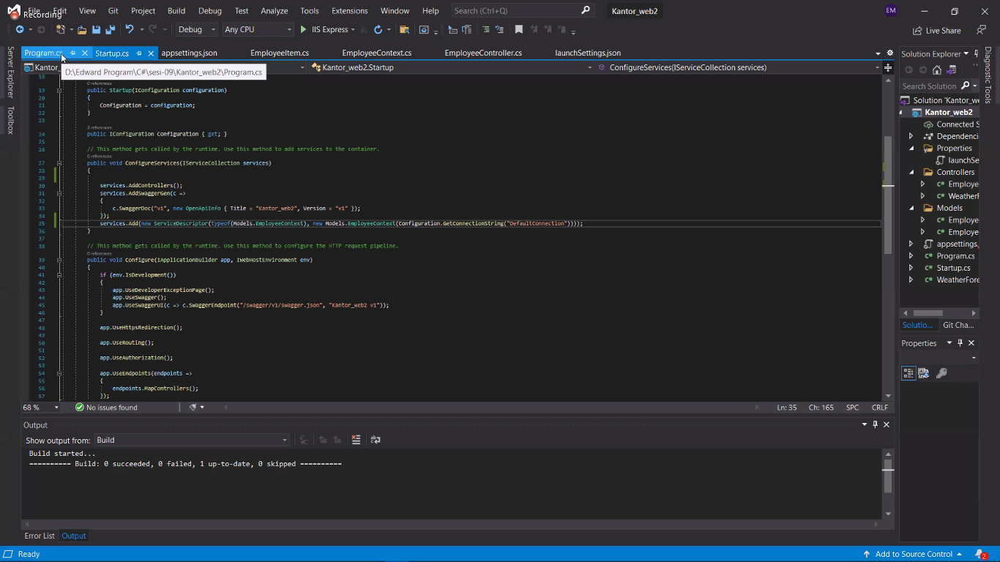 File Edit View Git Project Build Debug Test Analyze Tools Extensions Window Help Search (Ctrl+Q) Kantor_web2 EM
Recording
Debug Any CPU IIS Express Live Share
Program.cs Startup.cs appsettings.json EmployeeItem.cs EmployeeContext.cs EmployeeController.cs launchSettings.json
Kantor_ Kantor_web2.Startup ConfigureServices(IServiceCollection services)
D:\Edward Program\C#\sesi-09\Kantor_web2\Program.cs
Server Explorer
Toolbox
18
0 references
19 public Startup(IConfiguration configuration)
20 {
21 Configuration = configuration;
22 }
23
2 references
24 public IConfiguration Configuration { get; }
25
26 // This method gets called by the runtime. Use this method to add services to the container.
0 references
27 public void ConfigureServices(IServiceCollection services)
28 {
29
30 services.AddControllers();
31 services.AddSwaggerGen(c =>
32 {
33 c.SwaggerDoc("v1", new OpenApiInfo { Title = "Kantor_web2", Version = "v1" });
34 });
35 services.Add(new ServiceDescriptor(typeof(Models.EmployeeContext), new Models.EmployeeContext(Configuration.GetConnectionString("DefaultConnection"))));
36 }
37
38 // This method gets called by the runtime. Use this method to configure the HTTP request pipeline.
0 references
39 public void Configure(IApplicationBuilder app, IWebHostEnvironment env)
40 {
41 if (env.IsDevelopment())
42 {
43 app.UseDeveloperExceptionPage();
44 app.UseSwagger();
45 app.UseSwaggerUI(c => c.SwaggerEndpoint("/swagger/v1/swagger.json", "Kantor_web2 v1"));
46 }
47
48 app.UseHttpsRedirection();
49
50 app.UseRouting();
51
52 app.UseAuthorization();
53
54 app.UseEndpoints(endpoints =>
55 {
56 endpoints.MapControllers();
57 });
68 % No issues found Ln: 35 Ch: 165 SPC CRLF
Output
Show output from: Build
Build started...
========== Build: 0 succeeded, 0 failed, 1 up-to-date, 0 skipped ==========
Error List Output
Solution Explorer
Search Solution
Solution 'Kantor_w
Kantor_web2
Connected S
Dependenci
Properties
launchSe
Controllers
Employe
WeatherF
Models
Employe
Employe
appsettings.
Program.cs
Startup.cs
WeatherFore
Solutio... Git Cha...
Properties
Diagnostic Tools
Ready Add to Source Control 2